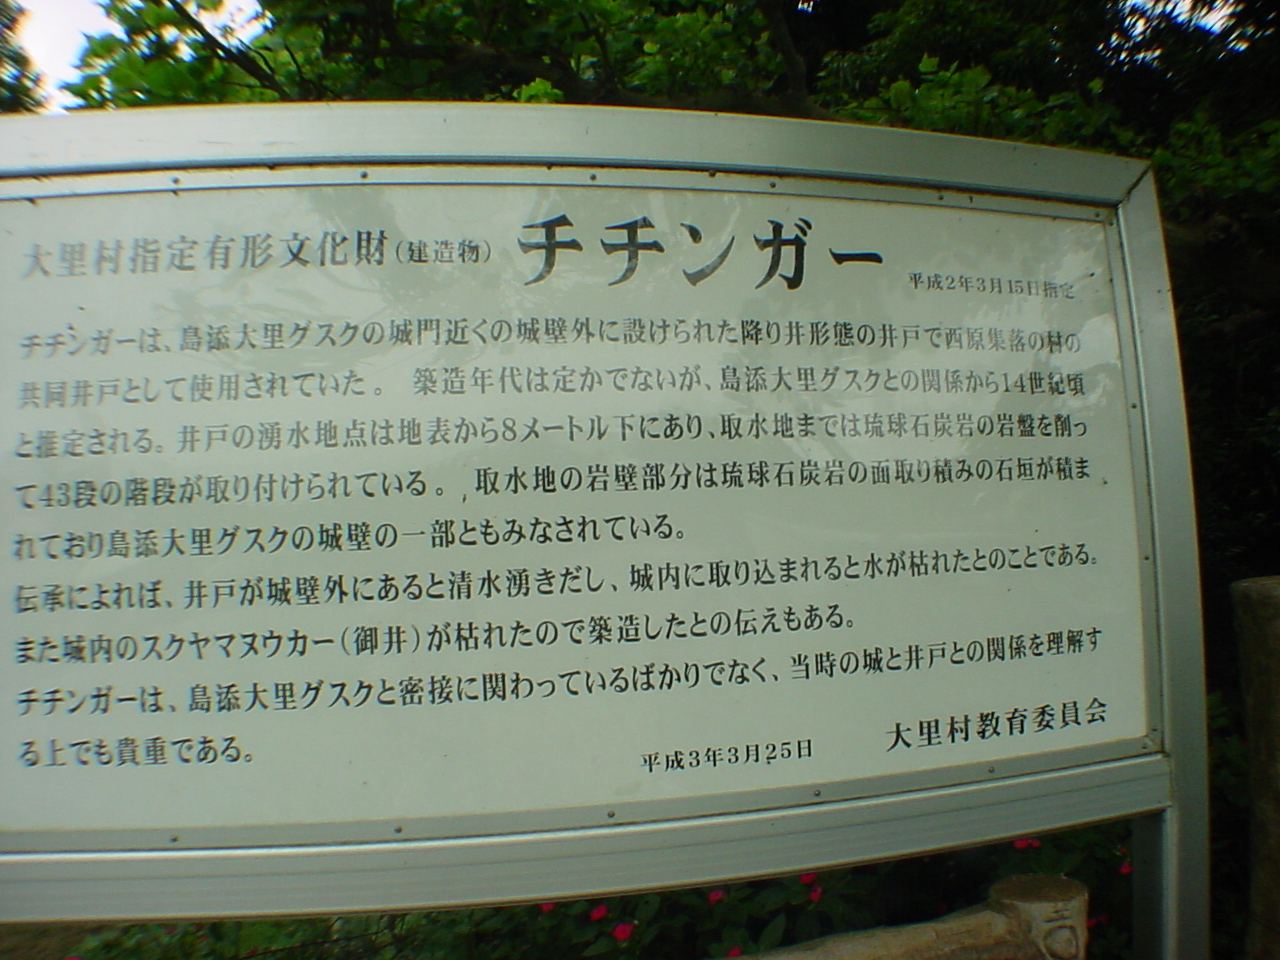 大里村指定有形文化財(建造物) チチンガー 平成2年3月15日指定
チチンガーは、島添大里グスクの城門近くの城壁外に設けられた降り井形態の井戸で西原集落の村の
共同井戸として使用されていた。 築造年代は定かでないが、島添大里グスクとの関係から14世紀頃
と推定される。井戸の湧水地点は地表から8メートル下にあり、取水地までは琉球石炭岩の岩盤を削っ
て43段の階段が取り付けられている。取水地の岩壁部分は琉球石炭岩の面取り積みの石垣が積ま
れており島添大里グスクの城壁の一部ともみなされている。
伝承によれば、井戸が城壁外にあると清水湧きだし、城内に取り込まれると水が枯れたとのことである。
また城内のスクヤマヌウカー(御井)が枯れたので築造したとの伝えもある。
チチンガーは、島添大里グスクと密接に関わっているばかりでなく、当時の城と井戸との関係を理解す
る上でも貴重である。
平成3年3月25日 大里村教育委員会